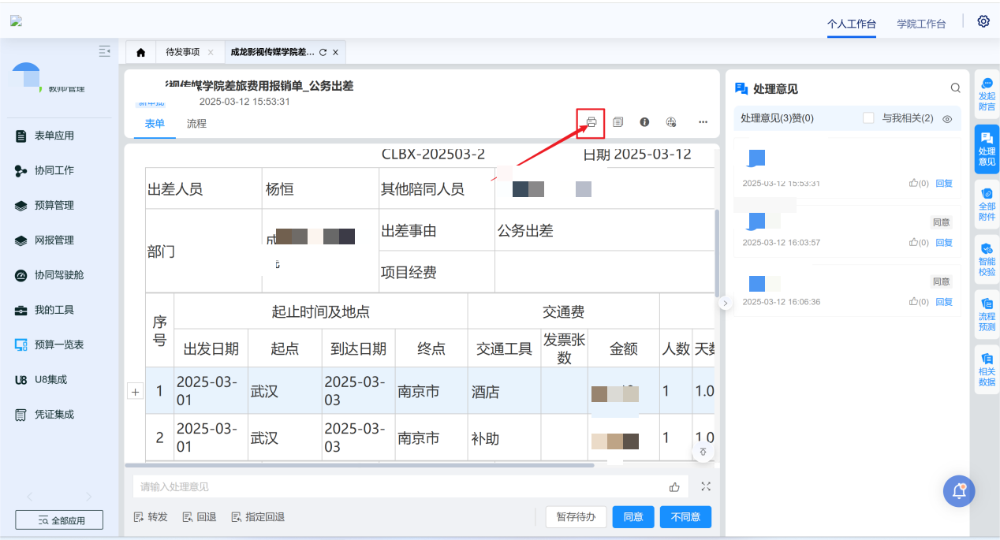 个人工作台
学院工作台
待发事项
成龙影视传媒学院差...
教师/管理
表单应用
协同工作
预算管理
网报管理
协同驾驶舱
我的工具
预算一览表
U8 U8集成
凭证集成
全部应用
影视传媒学院差旅费用报销单_公务出差
2025-03-12 15:53:31
表单
流程
CLBX-202503-2
日期 2025-03-12
出差人员 杨恒 其他陪同人员
部门 成 出差事由 公务出差
项目经费
序号 起止时间及地点 交通费
出发日期 起点 到达日期 终点 交通工具 发票张数 金额 人数 天数
1 2025-03-01 武汉 2025-03-03 南京市 酒店 1 1.0
2 2025-03-01 武汉 2025-03-03 南京市 补助 1 1.0
请输入处理意见
转发 回退 指定回退
暂存待办 同意 不同意
处理意见
处理意见(3)赞(0) 与我相关(2)
2025-03-12 15:53:31 (0) 回复
同意
2025-03-12 16:03:57 (0) 回复
同意
2025-03-12 16:06:36 (0) 回复
发起附言
处理意见
全部附件
智能校验
流程预测
相关数据